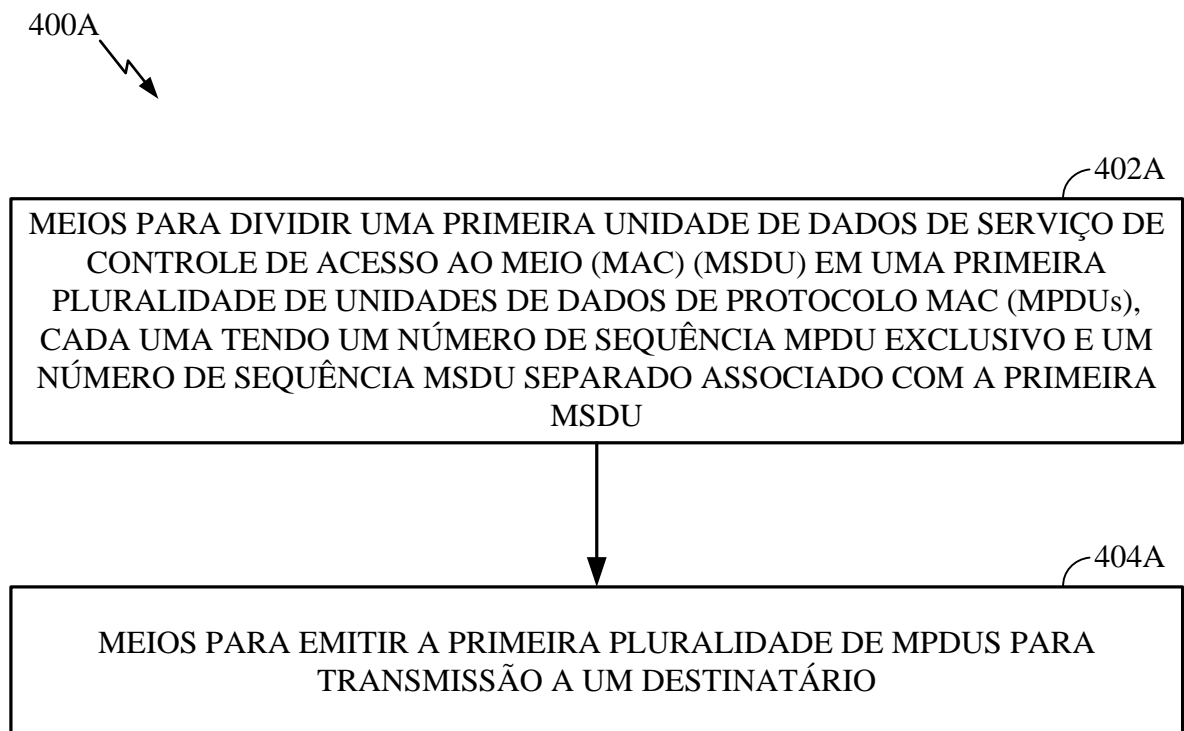 400A
402A
MEIOS PARA DIVIDIR UMA PRIMEIRA UNIDADE DE DADOS DE SERVIÇO DE
CONTROLE DE ACESSO AO MEIO (MAC) (MSDU) EM UMA PRIMEIRA
PLURALIDADE DE UNIDADES DE DADOS DE PROTOCOLO MAC (MPDUs),
CADA UMA TENDO UM NÚMERO DE SEQUÊNCIA MPDU EXCLUSIVO E UM
NÚMERO DE SEQUÊNCIA MSDU SEPARADO ASSOCIADO COM A PRIMEIRA
MSDU
404A
MEIOS PARA EMITIR A PRIMEIRA PLURALIDADE DE MPDUS PARA
TRANSMISSÃO A UM DESTINATÁRIO